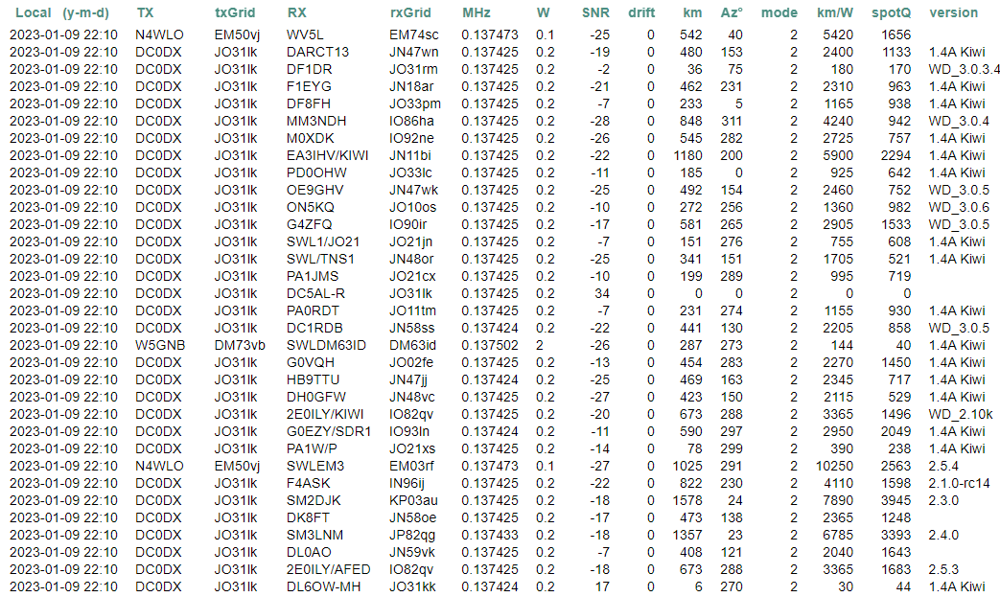 Local (y-m-d) TX txGrid RX rxGrid MHz W SNR drift km Az° mode km/W spotQ version
2023-01-09 22:10 N4WLO EM50vj WV5L EM74sc 0.137473 0.1 -25 0 542 40 2 5420 1656
2023-01-09 22:10 DC0DX JO31lk DARCT13 JN47wn 0.137425 0.2 -19 0 480 153 2 2400 1133 1.4A Kiwi
2023-01-09 22:10 DC0DX JO31lk DF1DR JO31rm 0.137425 0.2 -2 0 36 75 2 180 170 WD_3.0.3.4
2023-01-09 22:10 DC0DX JO31lk F1EYG JN18ar 0.137425 0.2 -21 0 462 231 2 2310 963 1.4A Kiwi
2023-01-09 22:10 DC0DX JO31lk DF8FH JO33pm 0.137425 0.2 -7 0 233 5 2 1165 938 1.4A Kiwi
2023-01-09 22:10 DC0DX JO31lk MM3NDH IO86ha 0.137425 0.2 -28 0 848 311 2 4240 942 WD_3.0.4
2023-01-09 22:10 DC0DX JO31lk M0XDK IO92ne 0.137425 0.2 -26 0 545 282 2 2725 757 1.4A Kiwi
2023-01-09 22:10 DC0DX JO31lk EA3IHV/KIWI JN11bi 0.137425 0.2 -22 0 1180 200 2 5900 2294 1.4A Kiwi
2023-01-09 22:10 DC0DX JO31lk PD0OHW JO33lc 0.137425 0.2 -11 0 185 0 2 925 642 1.4A Kiwi
2023-01-09 22:10 DC0DX JO31lk OE9GHV JN47wk 0.137425 0.2 -25 0 492 154 2 2460 752 WD_3.0.5
2023-01-09 22:10 DC0DX JO31lk ON5KQ JO10os 0.137425 0.2 -10 0 272 256 2 1360 982 WD_3.0.6
2023-01-09 22:10 DC0DX JO31lk G4ZFQ IO90ir 0.137425 0.2 -17 0 581 265 2 2905 1533 WD_3.0.5
2023-01-09 22:10 DC0DX JO31lk SWL1/JO21 JO21jn 0.137425 0.2 -7 0 151 276 2 755 608 1.4A Kiwi
2023-01-09 22:10 DC0DX JO31lk SWL/TNS1 JN48or 0.137425 0.2 -25 0 341 151 2 1705 521 1.4A Kiwi
2023-01-09 22:10 DC0DX JO31lk PA1JMS JO21cx 0.137425 0.2 -10 0 199 289 2 995 719
2023-01-09 22:10 DC0DX JO31lk DC5AL-R JO31lk 0.137425 0.2 34 0 0 0 2 0 0
2023-01-09 22:10 DC0DX JO31lk PA0RDT JO11tm 0.137425 0.2 -7 0 231 274 2 1155 930 1.4A Kiwi
2023-01-09 22:10 DC0DX JO31lk DC1RDB JN58ss 0.137424 0.2 -22 0 441 130 2 2205 858 WD_3.0.5
2023-01-09 22:10 W5GNB DM73vb SWLDM63ID DM63id 0.137502 2 -26 0 287 273 2 144 40 1.4A Kiwi
2023-01-09 22:10 DC0DX JO31lk G0VQH JO02fe 0.137425 0.2 -13 0 454 283 2 2270 1450 1.4A Kiwi
2023-01-09 22:10 DC0DX JO31lk HB9TTU JN47jj 0.137424 0.2 -25 0 469 163 2 2345 717 1.4A Kiwi
2023-01-09 22:10 DC0DX JO31lk DH0GFW JN48vc 0.137425 0.2 -27 0 423 150 2 2115 529 1.4A Kiwi
2023-01-09 22:10 DC0DX JO31lk 2E0ILY/KIWI IO82qv 0.137425 0.2 -20 0 673 288 2 3365 1496 WD_2.10k
2023-01-09 22:10 DC0DX JO31lk G0EZY/SDR1 IO93ln 0.137424 0.2 -11 0 590 297 2 2950 2049 1.4A Kiwi
2023-01-09 22:10 DC0DX JO31lk PA1W/P JO21xs 0.137425 0.2 -14 0 78 299 2 390 238 1.4A Kiwi
2023-01-09 22:10 N4WLO EM50vj SWLEM3 EM03rf 0.137473 0.1 -27 0 1025 291 2 10250 2563 2.5.4
2023-01-09 22:10 DC0DX JO31lk F4ASK IN96ij 0.137425 0.2 -22 0 822 230 2 4110 1598 2.1.0-rc14
2023-01-09 22:10 DC0DX JO31lk SM2DJK KP03au 0.137425 0.2 -18 0 1578 24 2 7890 3945 2.3.0
2023-01-09 22:10 DC0DX JO31lk DK8FT JN58oe 0.137425 0.2 -17 0 473 138 2 2365 1248
2023-01-09 22:10 DC0DX JO31lk SM3LNM JP82qg 0.137433 0.2 -18 0 1357 23 2 6785 3393 2.4.0
2023-01-09 22:10 DC0DX JO31lk DL0AO JN59vk 0.137425 0.2 -7 0 408 121 2 2040 1643
2023-01-09 22:10 DC0DX JO31lk 2E0ILY/AFED IO82qv 0.137425 0.2 -18 0 673 288 2 3365 1683 2.5.3
2023-01-09 22:10 DC0DX JO31lk DL6OW-MH JO31kk 0.137424 0.2 17 0 6 270 2 30 44 1.4A Kiwi